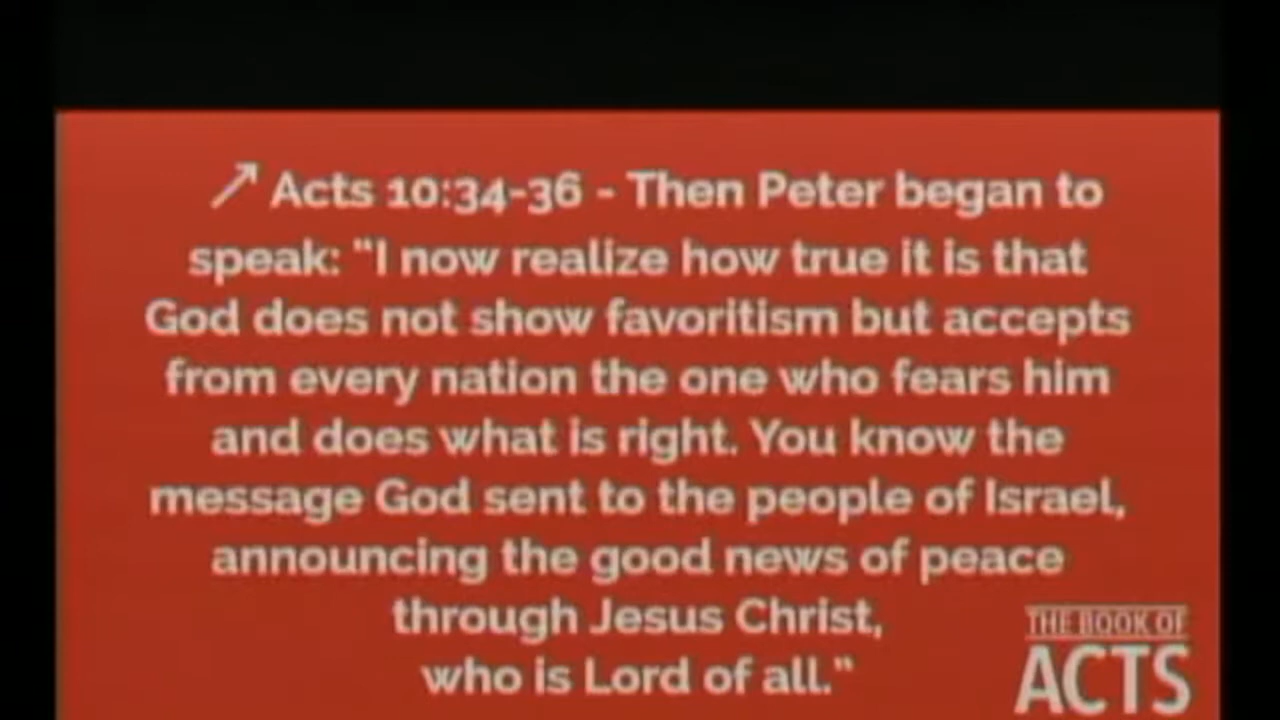 ↗ Acts 10:34-36 - Then Peter began to
speak: “I now realize how true it is that
God does not show favoritism but accepts
from every nation the one who fears him
and does what is right. You know the
message God sent to the people of Israel,
announcing the good news of peace
through Jesus Christ,
who is Lord of all.”
THE BOOK OF
ACTS